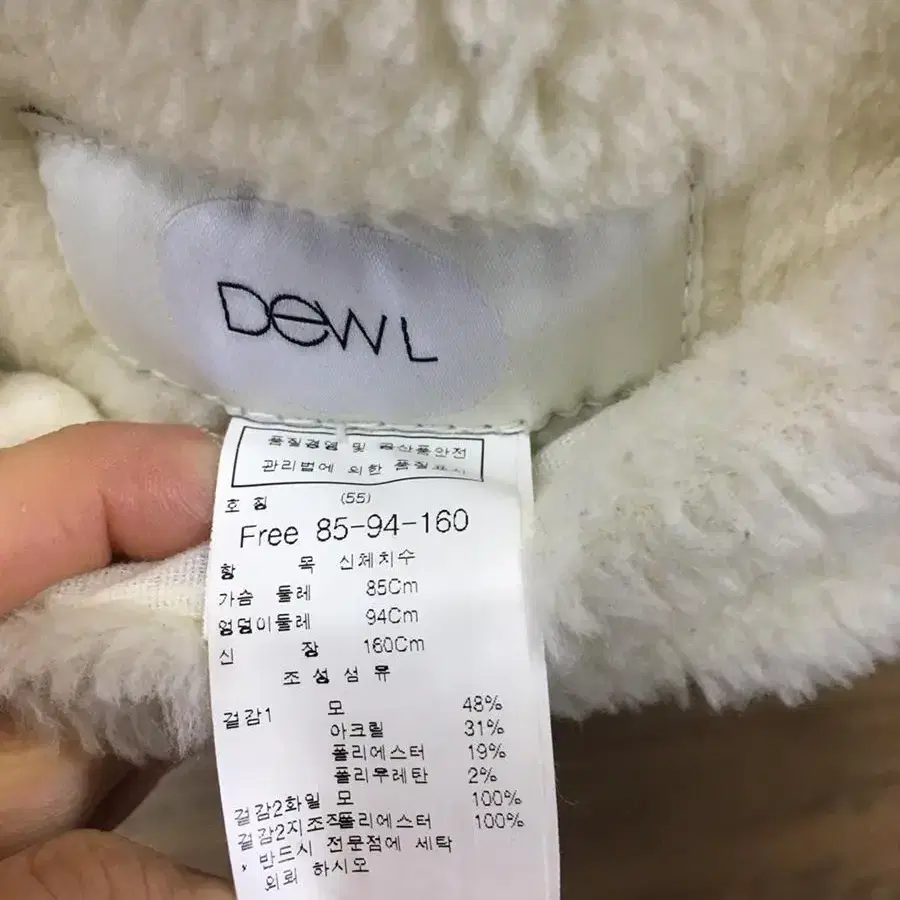 DEW L
품질경영 및 공산품안전
관리법에 의한 품질표시
호 칭 (55)
Free 85-94-160
항 목 신체치수
가슴 둘레 85Cm
엉덩이둘레 94Cm
신 장 160Cm
조 성 섬 유
겉감1 모 48%
아크릴 31%
폴리에스터 19%
폴리우레탄 2%
겉감2화일 모 100%
겉감2지조직폴리에스터 100%
* 반드시 전문점에 세탁
의뢰 하시오